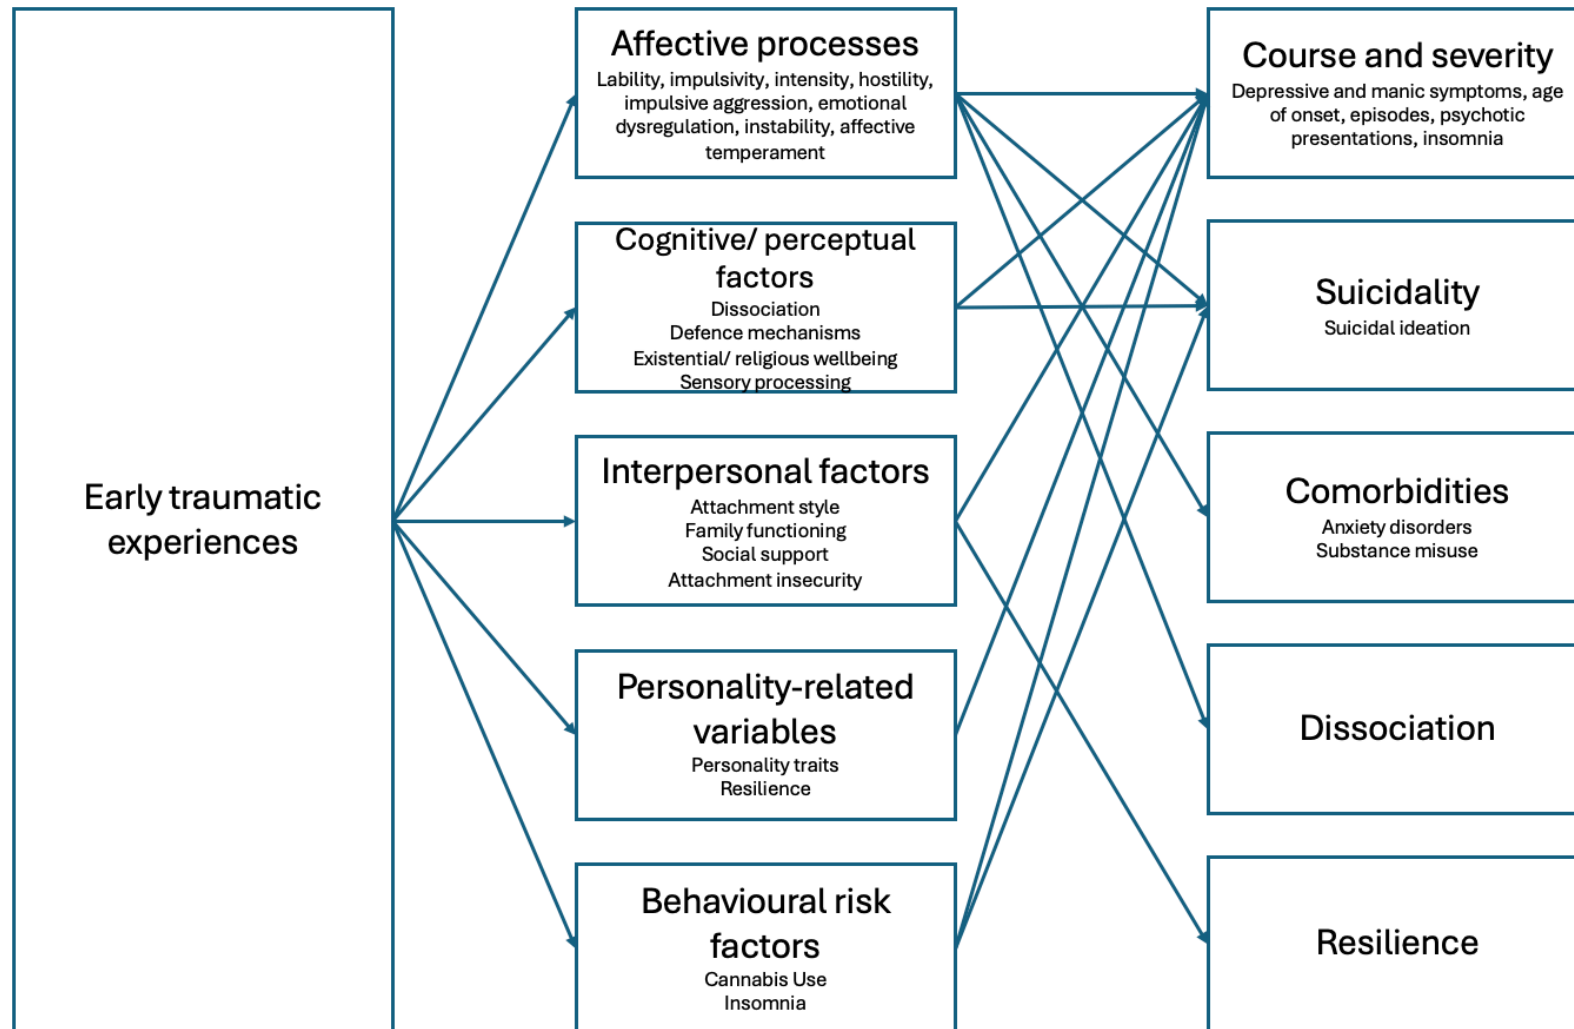 Early traumatic
experiences
Affective processes
Lability, impulsivity, intensity, hostility,
impulsive aggression, emotional
dysregulation, instability, affective
temperament
Cognitive/ perceptual
factors
Dissociation
Defence mechanisms
Existential/ religious wellbeing
Sensory processing
Interpersonal factors
Attachment style
Family functioning
Social support
Attachment insecurity
Personality-related
variables
Personality traits
Resilience
Behavioural risk
factors
Cannabis Use
Insomnia
Course and severity
Depressive and manic symptoms, age
of onset, episodes, psychotic
presentations, insomnia
Suicidality
Suicidal ideation
Comorbidities
Anxiety disorders
Substance misuse
Dissociation
Resilience